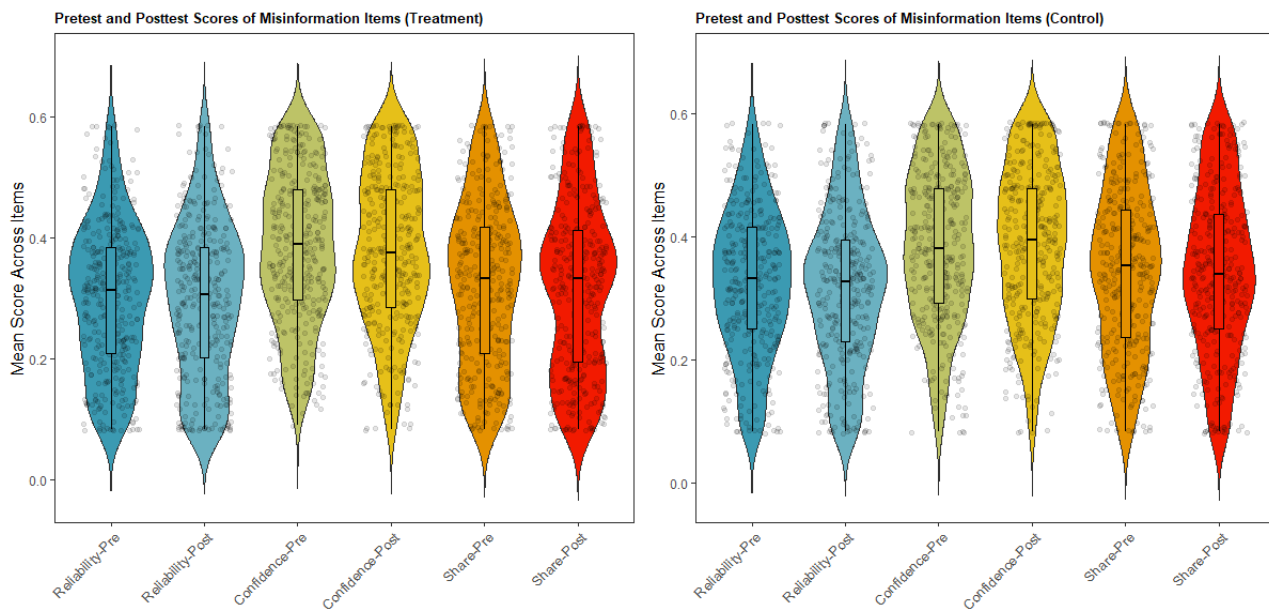 Pretest and Posttest Scores of Misinformation Items (Treatment)
Mean Score Across Items
0.6
0.4
0.2
0.0
Reliability-Pre
Reliability-Post
Confidence-Pre
Confidence-Post
Share-Pre
Share-Post
Pretest and Posttest Scores of Misinformation Items (Control)
Mean Score Across Items
0.6
0.4
0.2
0.0
Reliability-Pre
Reliability-Post
Confidence-Pre
Confidence-Post
Share-Pre
Share-Post